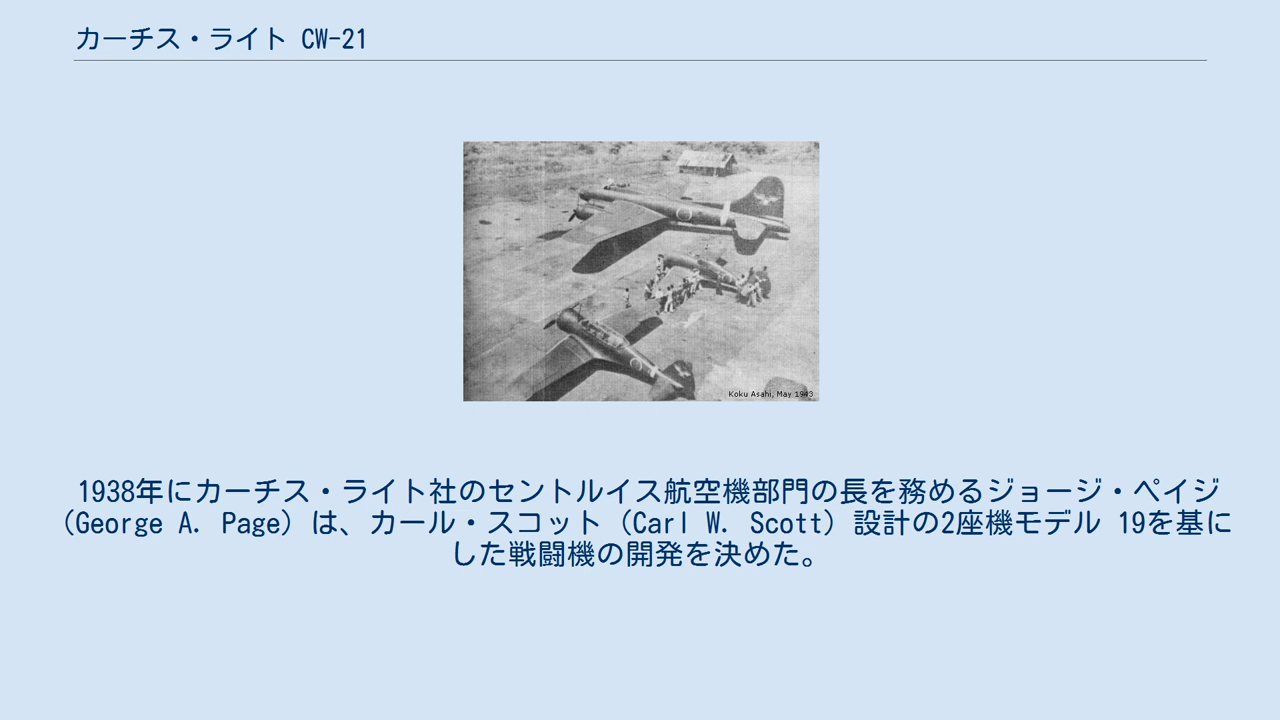 カーチス・ライト CW-21
Koku Asahi, May 1943
1938年にカーチス・ライト社のセントルイス航空機部門の長を務めるジョージ・ペイジ
（George A. Page）は、カール・スコット（Carl W. Scott）設計の2座機モデル 19を基に
した戦闘機の開発を決めた。